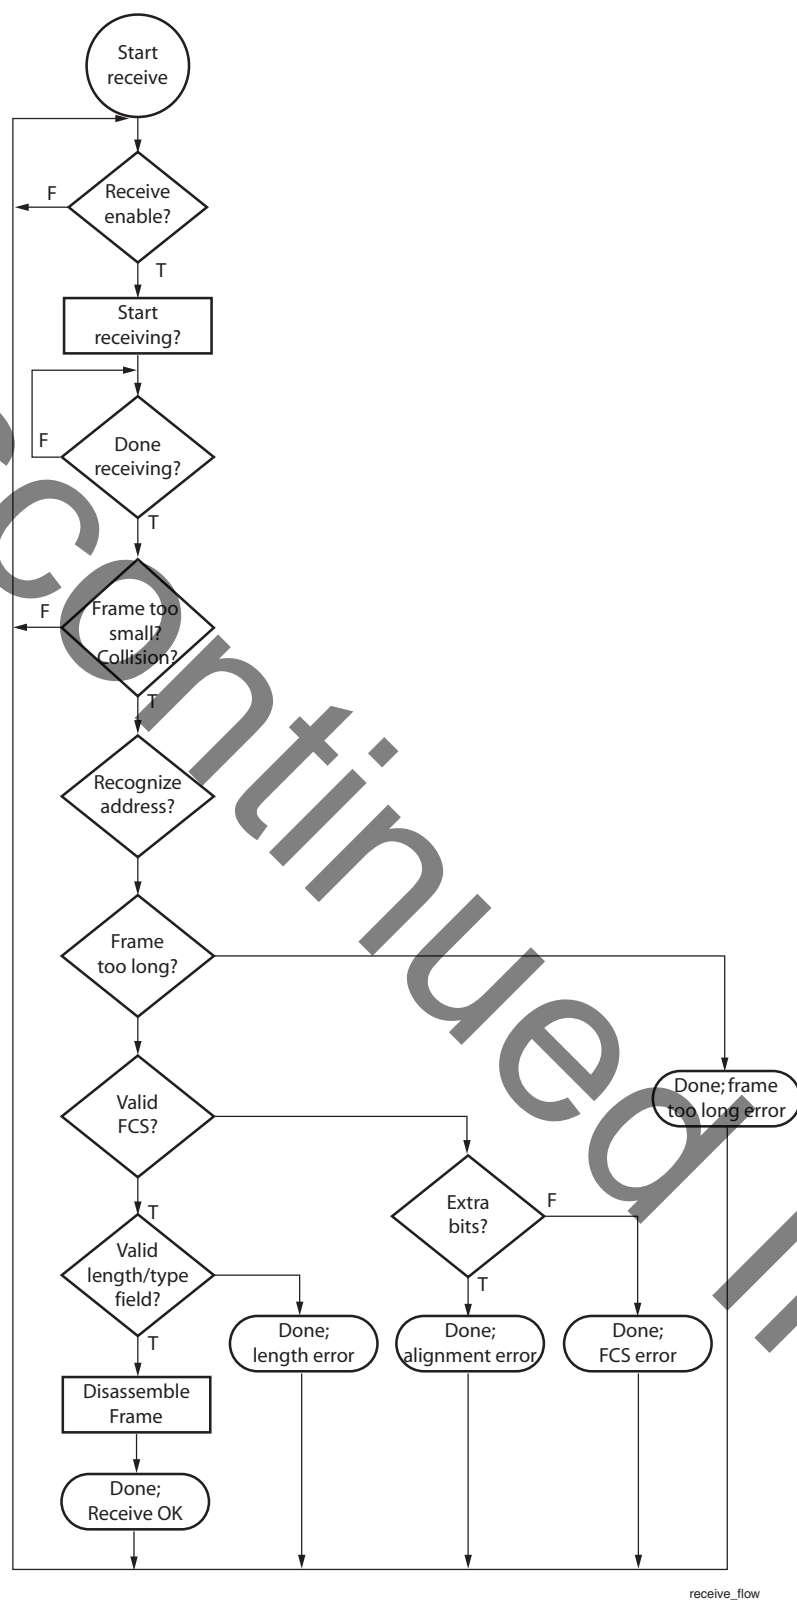 Start
receive
Receive
enable?
F
T
Start
receiving?
F
Done
receiving?
T
F
Frame too
small?
Collision?
T
Recognize
address?
Frame
too long?
Done; frame
too long error
Valid
FCS?
T
Extra
bits?
F
T
Valid
length/type
field?
T
Done;
length error
Done;
alignment error
Done;
FCS error
Disassemble
Frame
Done;
Receive OK
receive_flow
continued